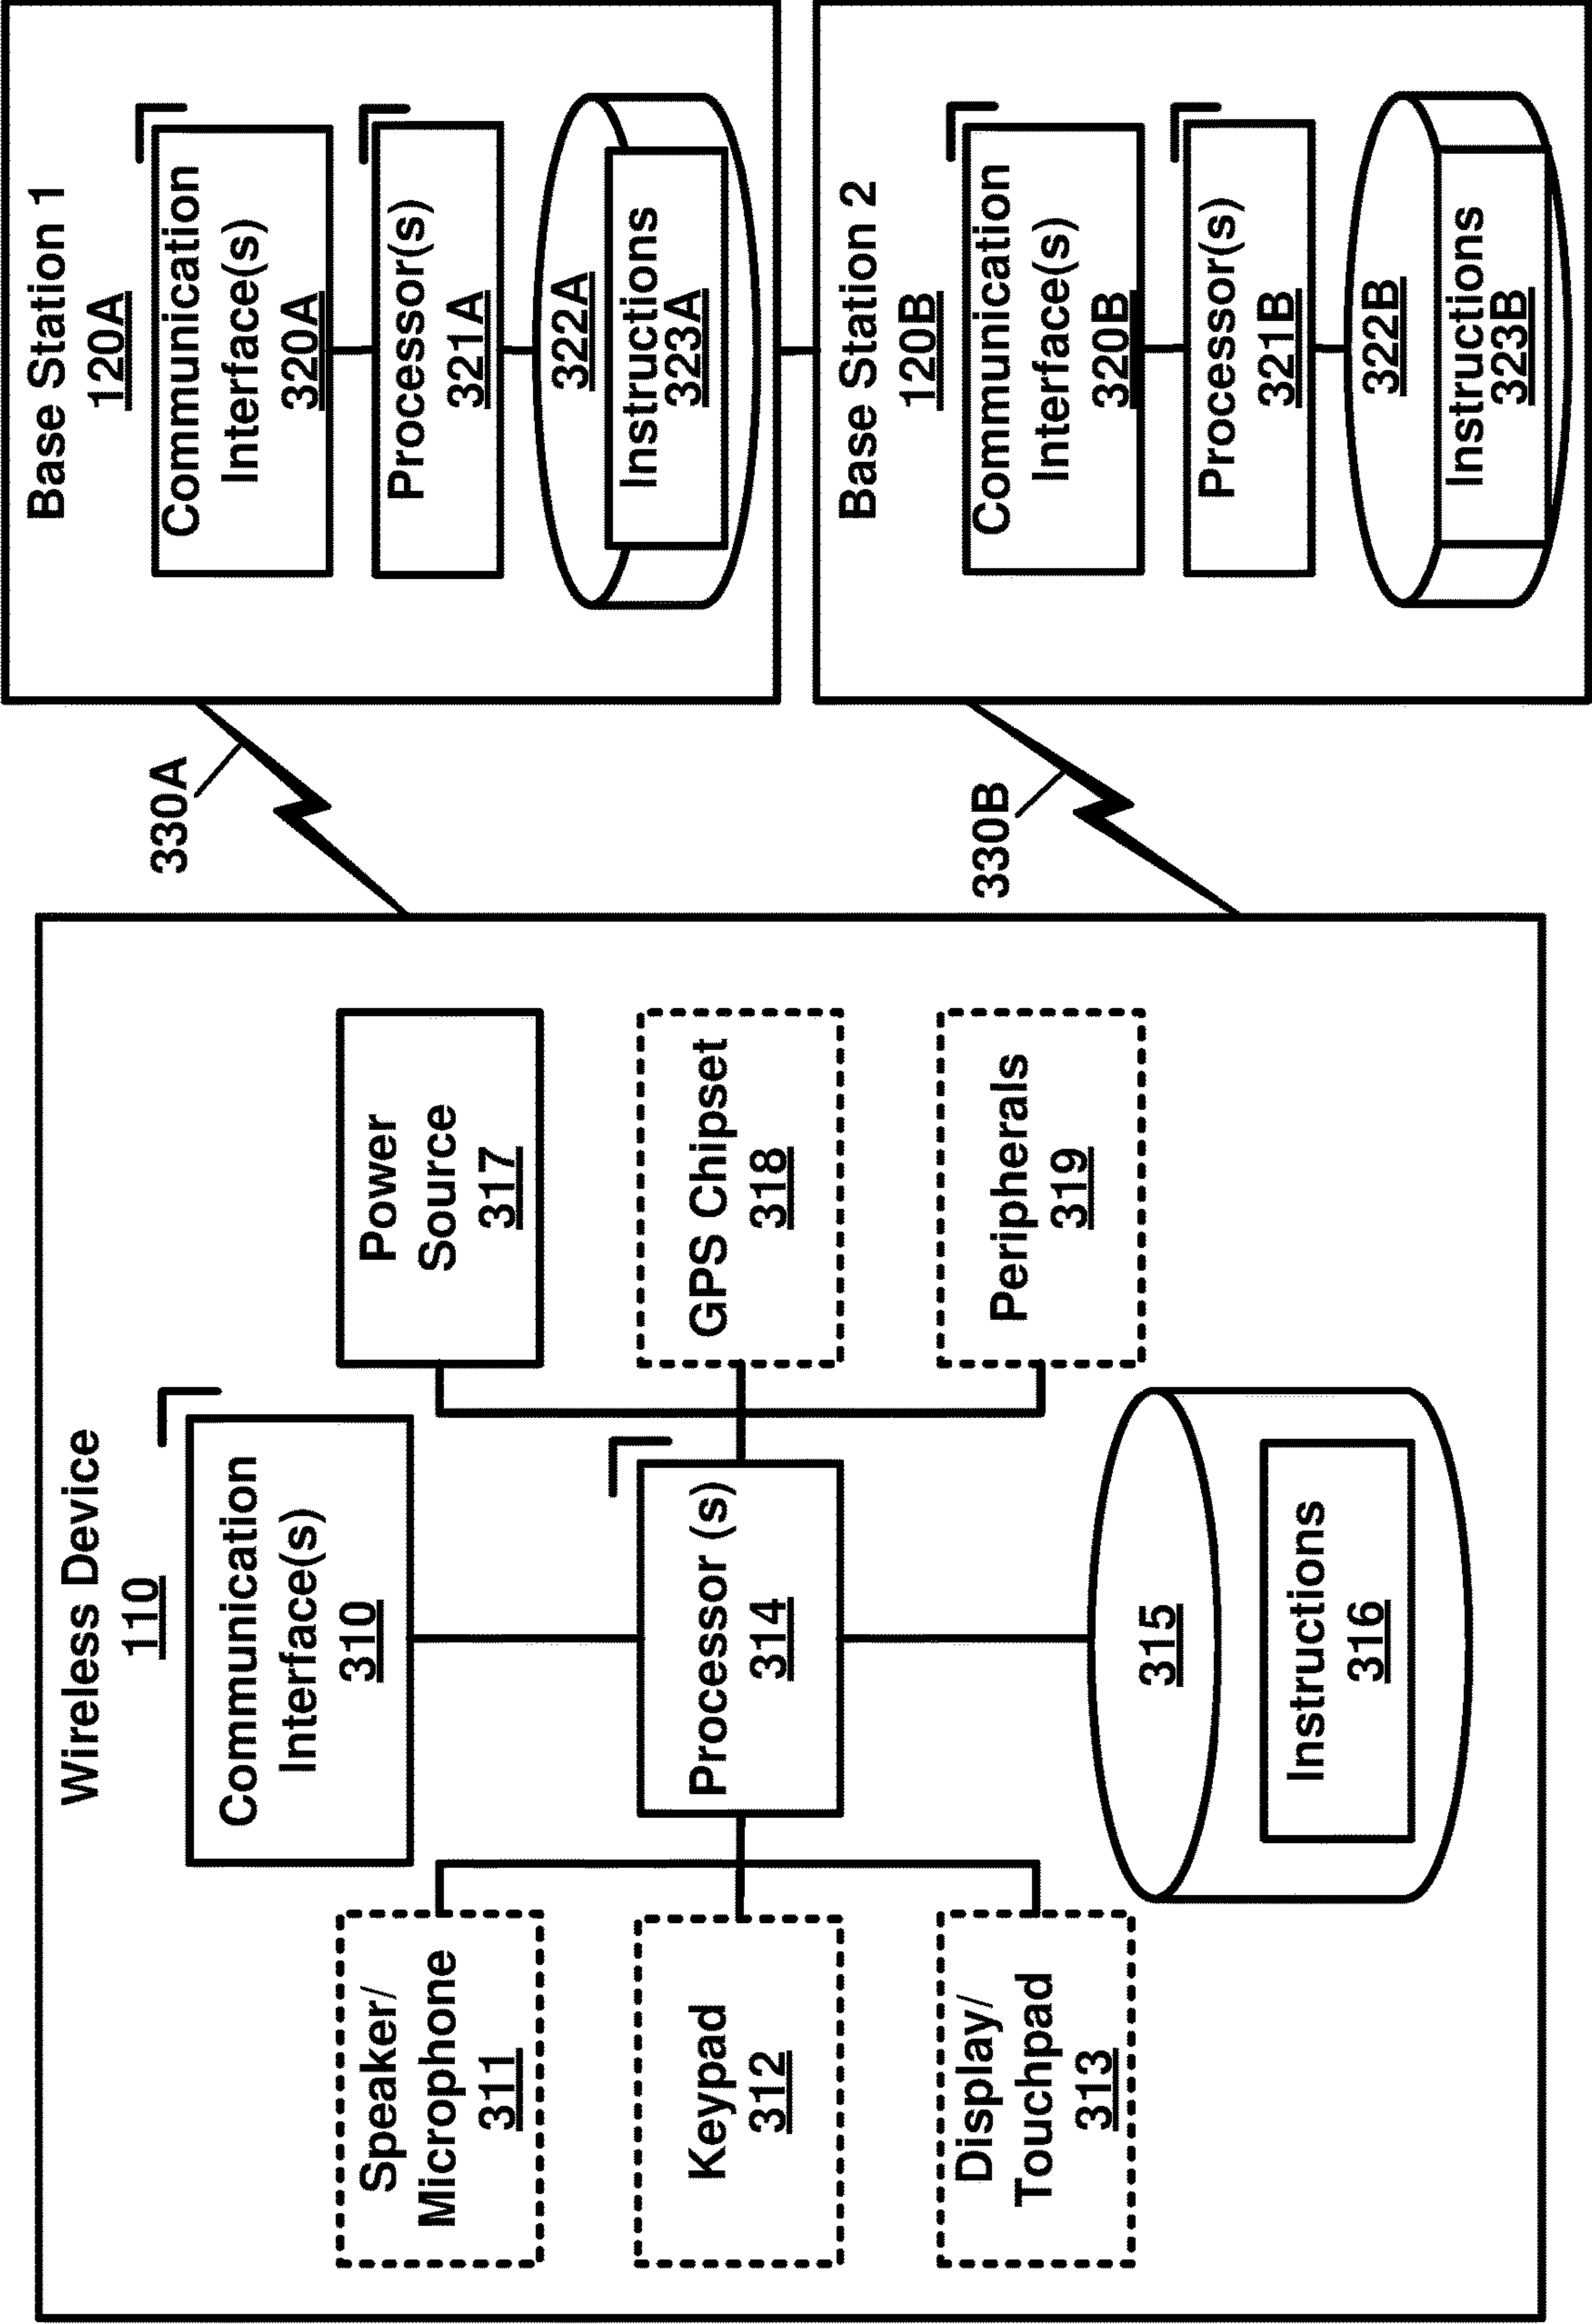 Wireless Device
110
Communication
Interface(s)
310
Speaker/
Microphone
311
Power
Source
317
Keypad
312
Processor (s)
314
GPS Chipset
318
Display/
Touchpad
313
Peripherals
319
315
Instructions
316
330A
330B
Base Station 1
120A
Communication
Interface(s)
320A
Processor(s)
321A
322A
Instructions
323A
Base Station 2
120B
Communication
Interface(s)
320B
Processor(s)
321B
322B
Instructions
323B